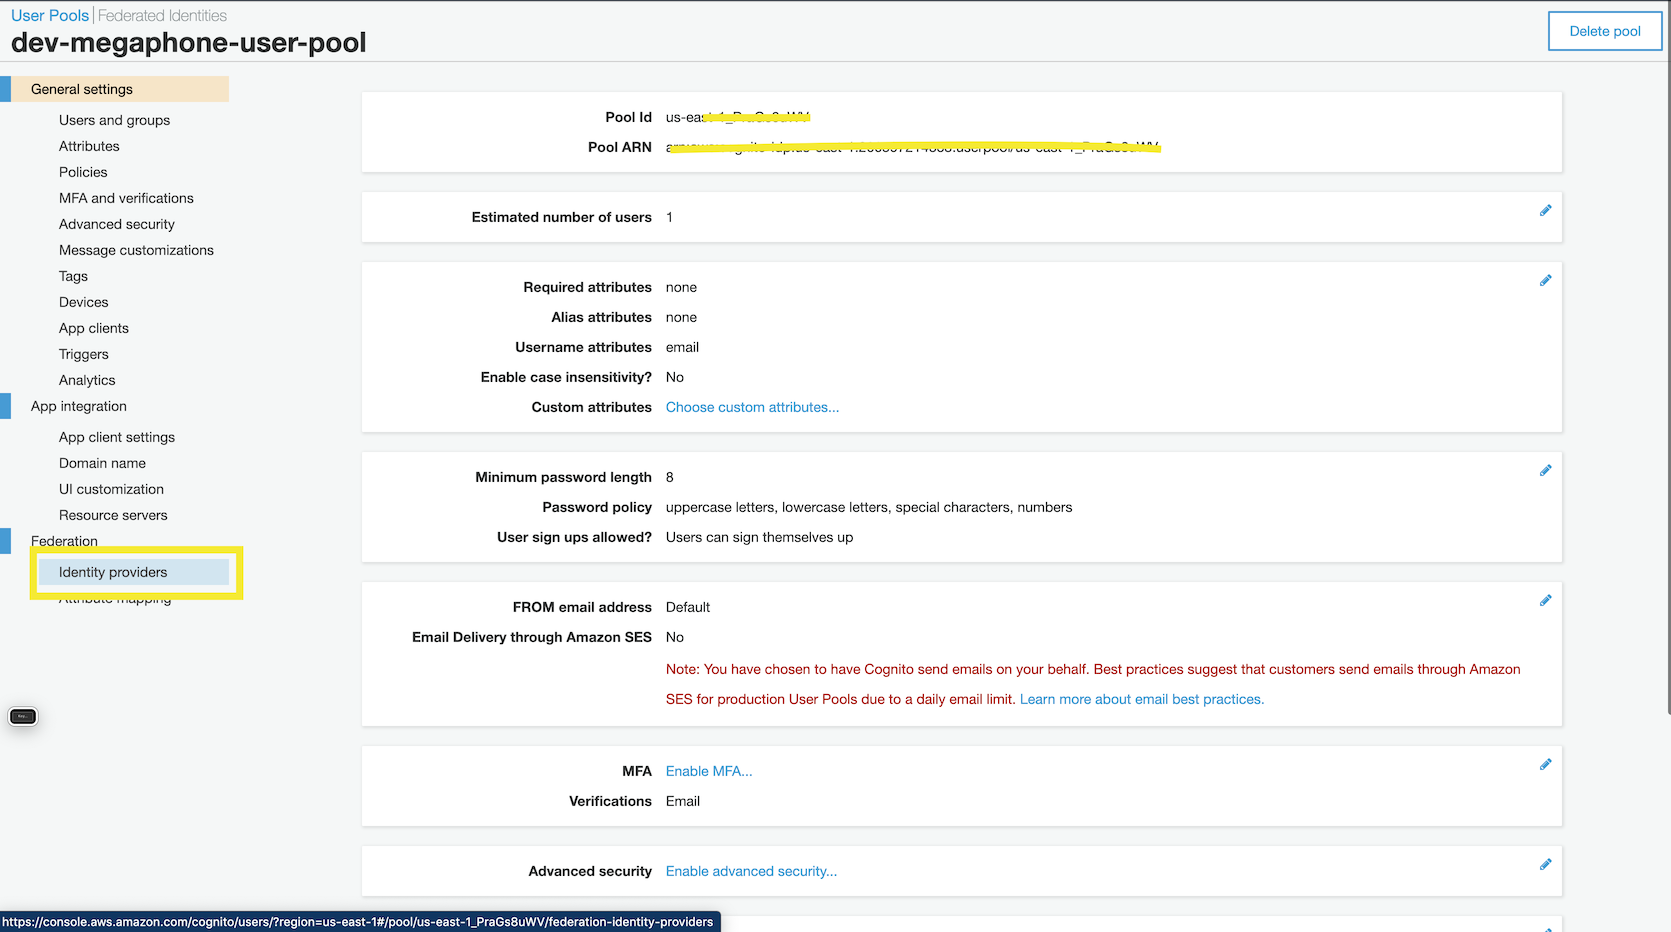 User Pools | Federated Identities
dev-megaphone-user-pool
Delete pool
General settings
Users and groups
Attributes
Policies
MFA and verifications
Advanced security
Message customizations
Tags
Devices
App clients
Triggers
Analytics
App integration
App client settings
Domain name
UI customization
Resource servers
Federation
Identity providers
Attribute mapping
Pool Id us-eas
Pool ARN
Estimated number of users 1
Required attributes none
Alias attributes none
Username attributes email
Enable case insensitivity? No
Custom attributes Choose custom attributes...
Minimum password length 8
Password policy uppercase letters, lowercase letters, special characters, numbers
User sign ups allowed? Users can sign themselves up
FROM email address Default
Email Delivery through Amazon SES No
Note: You have chosen to have Cognito send emails on your behalf. Best practices suggest that customers send emails through Amazon
SES for production User Pools due to a daily email limit. Learn more about email best practices.
MFA Enable MFA...
Verifications Email
Advanced security Enable advanced security...
https://console.aws.amazon.com/cognito/users/?region=us-east-1#/pool/us-east-1_PraGs8uWV/federation-identity-providers